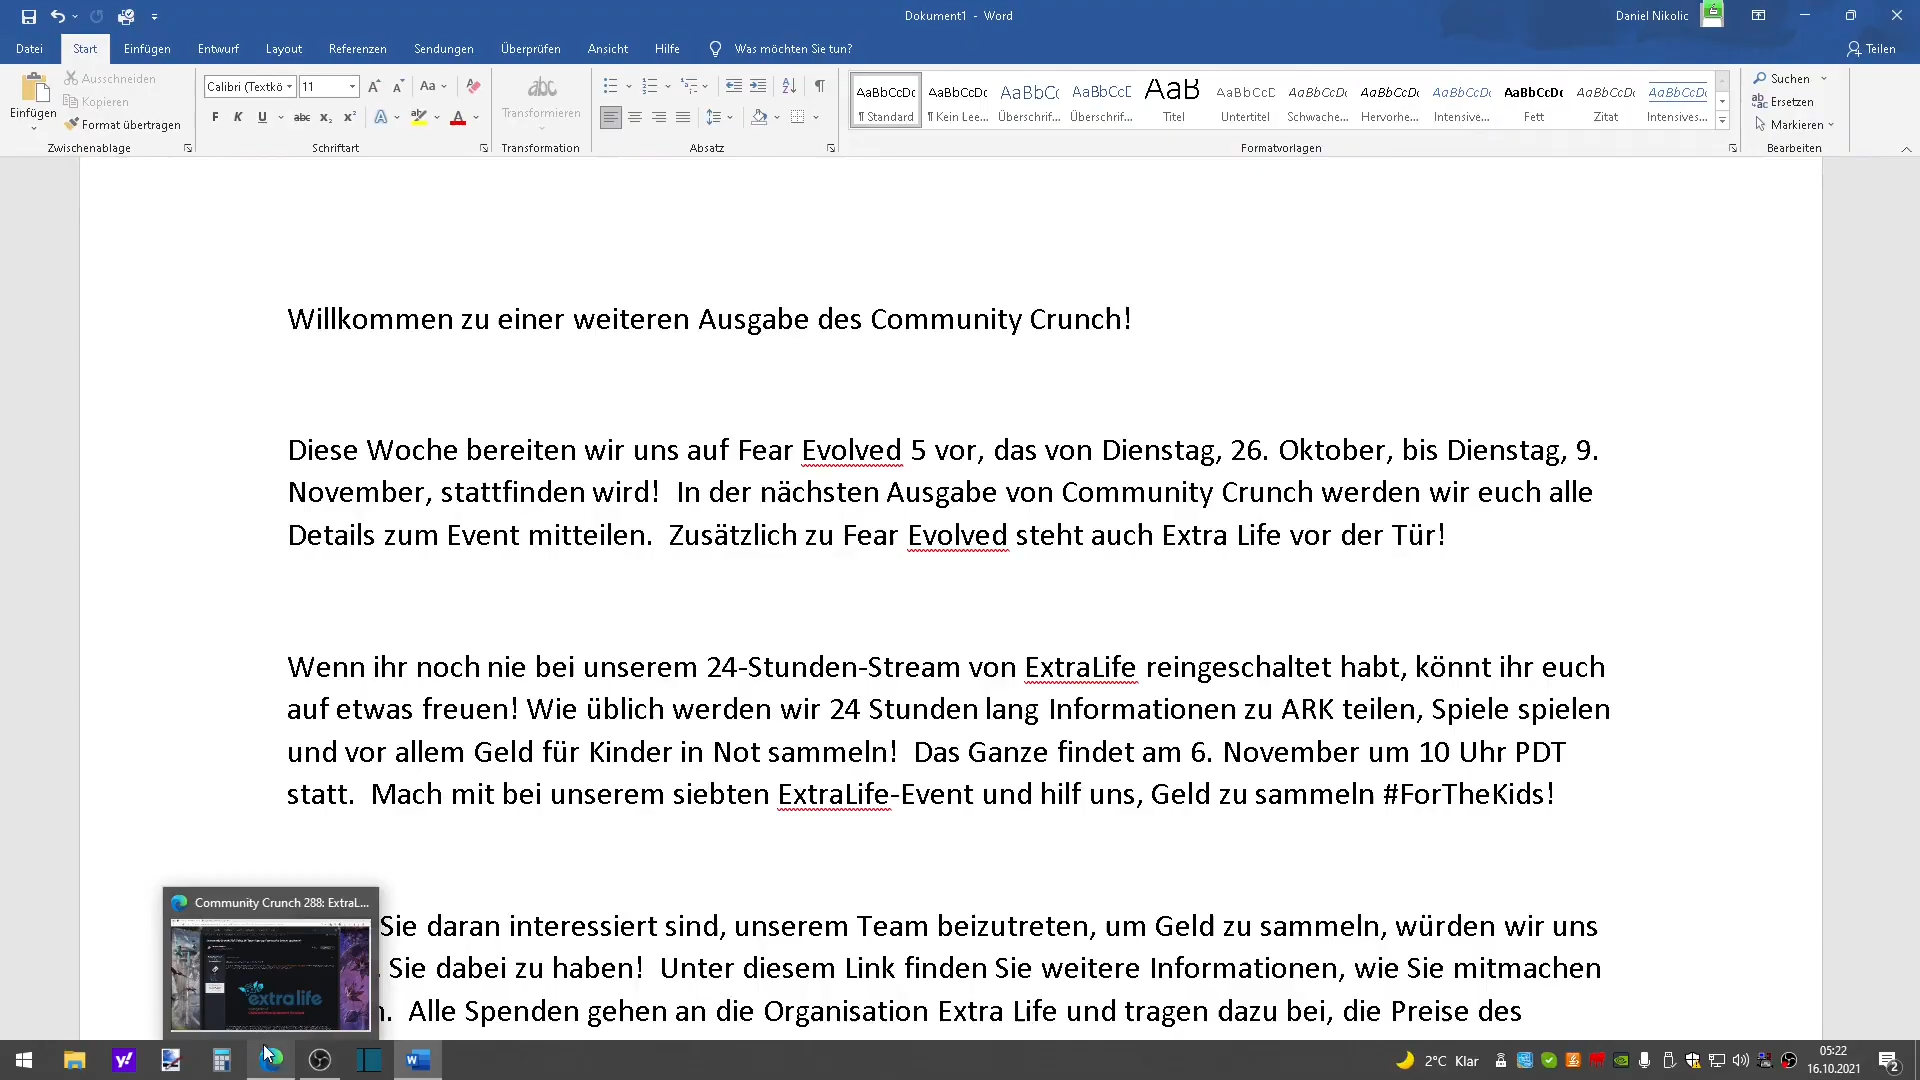 Dokument1 - Word
Daniel Nikolic
Datei Start Einfügen Entwurf Layout Referenzen Sendungen Überprüfen Ansicht Hilfe Was möchten Sie tun? Teilen
Einfügen
Ausschneiden
Kopieren
Format übertragen
Zwischenablage
Calibri (Textkö 11
Aa
F K U abc x₂ x² A A
Schriftart
abc
Transformieren
Transformation
Absatz
AaBbCcDc AaBbCcDc AaBbCc AaBbCcC AaB AaBbCcD AaBbCcDc AaBbCcDc AaBbCcDc AaBbCcDc AaBbCcDc AaBbCcDc
¶ Standard ¶ Kein Lee... Überschrif... Überschrif... Titel Untertitel Schwache... Hervorhe... Intensive... Fett Zitat Intensives...
Formatvorlagen
Suchen
Ersetzen
Markieren
Bearbeiten
Willkommen zu einer weiteren Ausgabe des Community Crunch!
Diese Woche bereiten wir uns auf Fear Evolved 5 vor, das von Dienstag, 26. Oktober, bis Dienstag, 9.
November, stattfinden wird! In der nächsten Ausgabe von Community Crunch werden wir euch alle
Details zum Event mitteilen. Zusätzlich zu Fear Evolved steht auch Extra Life vor der Tür!
Wenn ihr noch nie bei unserem 24-Stunden-Stream von ExtraLife reingeschaltet habt, könnt ihr euch
auf etwas freuen! Wie üblich werden wir 24 Stunden lang Informationen zu ARK teilen, Spiele spielen
und vor allem Geld für Kinder in Not sammeln! Das Ganze findet am 6. November um 10 Uhr PDT
statt. Mach mit bei unserem siebten ExtraLife-Event und hilf uns, Geld zu sammeln #ForTheKids!
Sie daran interessiert sind, unserem Team beizutreten, um Geld zu sammeln, würden wir uns
Sie dabei zu haben! Unter diesem Link finden Sie weitere Informationen, wie Sie mitmachen
n. Alle Spenden gehen an die Organisation Extra Life und tragen dazu bei, die Preise des
Community Crunch 288: ExtraL...
extralife
2°C Klar
05:22
16.10.2021
2